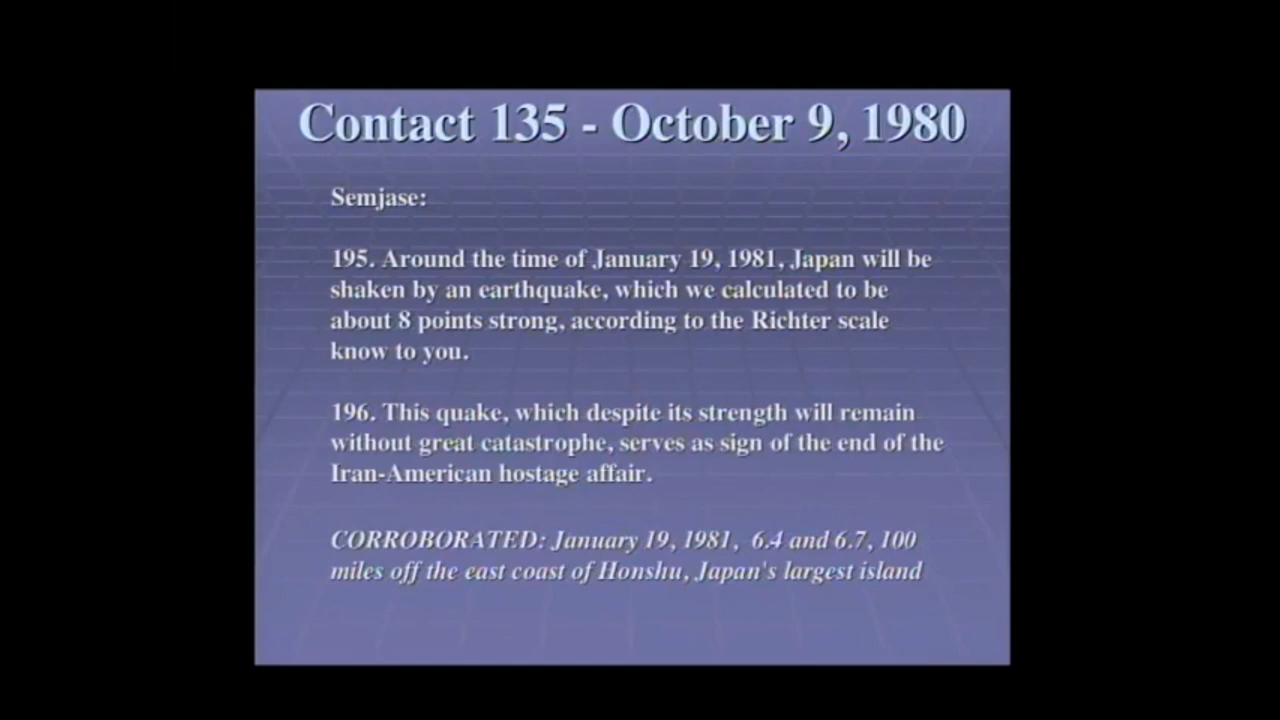 Contact 135 - October 9, 1980
Semjase:
195. Around the time of January 19, 1981, Japan will be
shaken by an earthquake, which we calculated to be
about 8 points strong, according to the Richter scale
know to you.
196. This quake, which despite its strength will remain
without great catastrophe, serves as sign of the end of the
Iran-American hostage affair.
CORROBORATED: January 19, 1981,  6.4 and 6.7, 100
miles off the east coast of Honshu, Japan's largest island